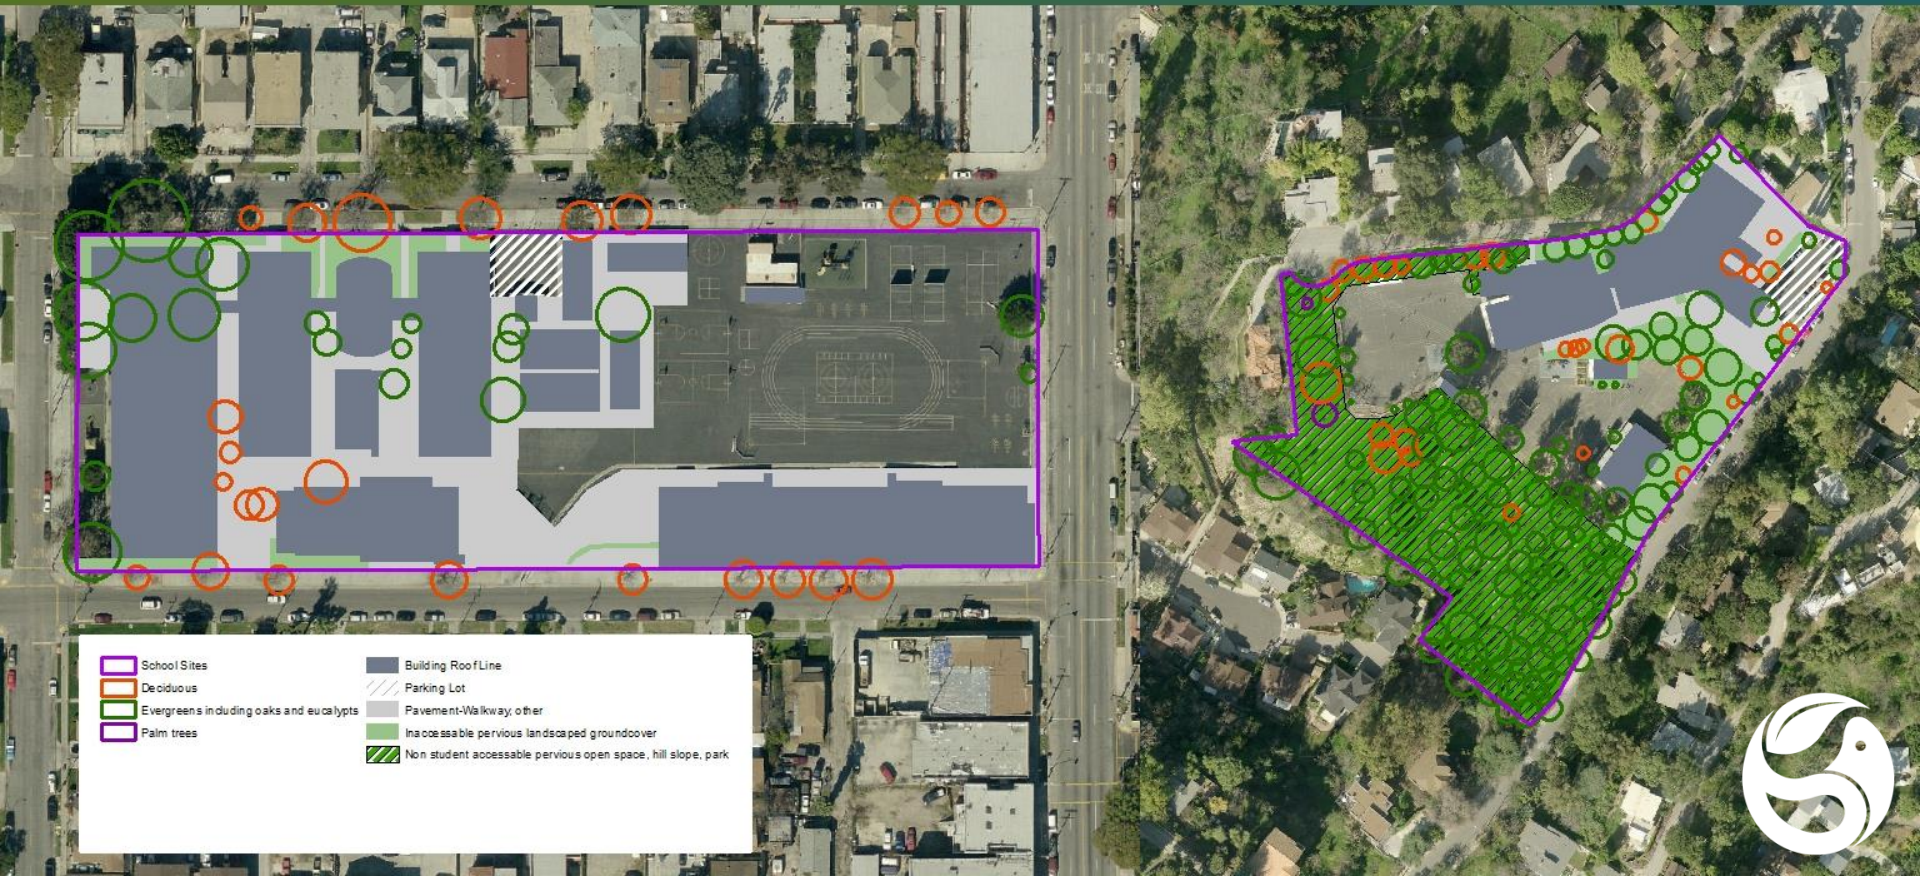 School Sites
Deciduous
Evergreens including oaks and eucalypts
Palm trees
Building Roof Line
Parking Lot
Pavement-Walkway, other
Inaccessable pervious landscaped groundcover
Non student accessable pervious open space, hill slope, park